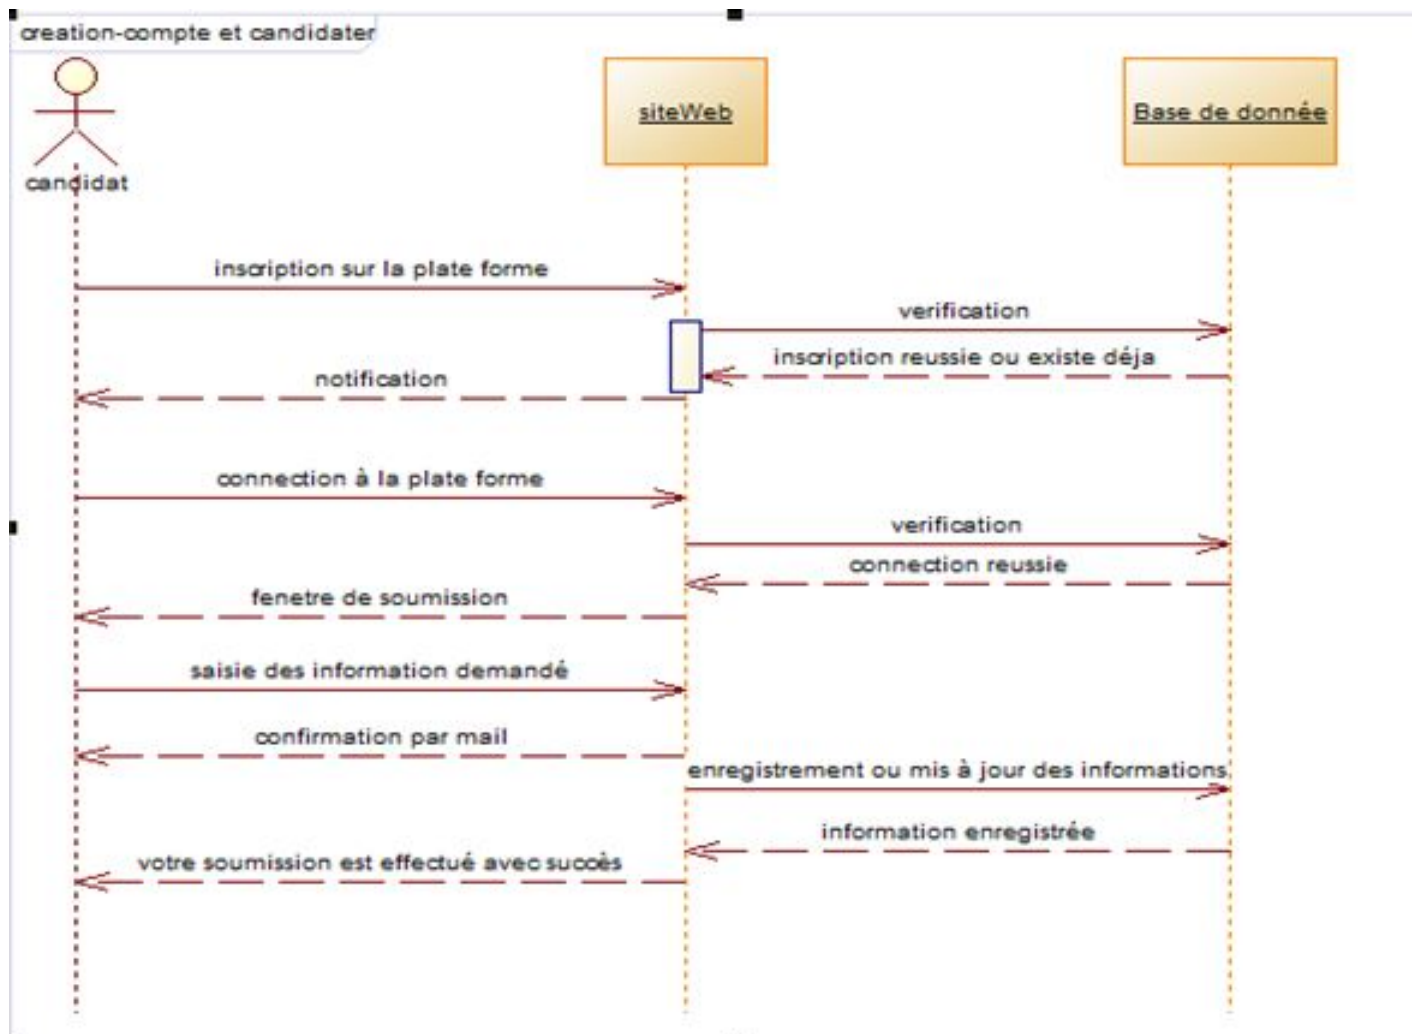 creation-compte et candidater
candidat
siteWeb
Base de donnée
inscription sur la plate forme
verification
inscription reussie ou existe déja
notification
connection à la plate forme
verification
connection reussie
fenetre de soumission
saisie des information demandé
confirmation par mail
enregistrement ou mis à jour des informations
information enregistrée
votre soumission est effectué avec succès